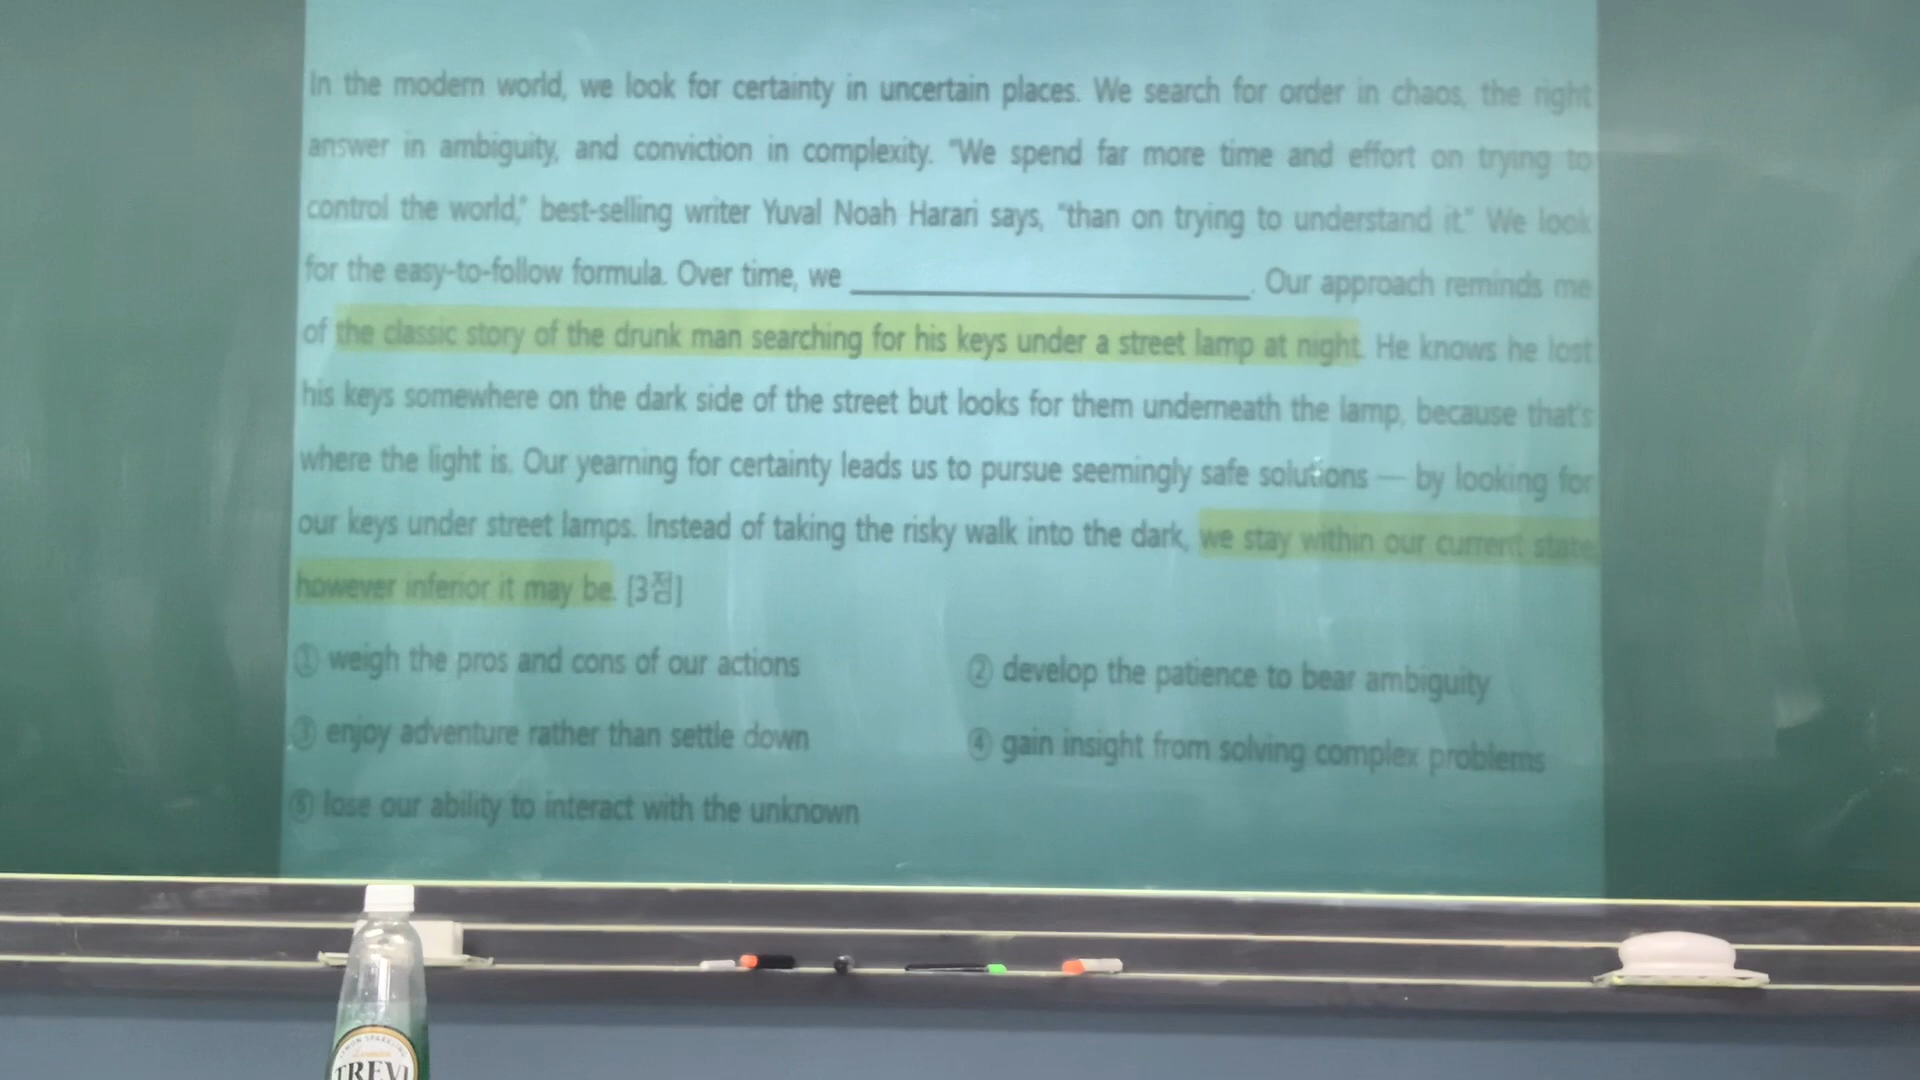 In the modern world, we look for certainty in uncertain places. We search for order in chaos, the right
answer in ambiguity, and conviction in complexity. "We spend far more time and effort on trying to
control the world," best-selling writer Yuval Noah Harari says, "than on trying to understand it." We look
for the easy-to-follow formula. Over time, we ____________. Our approach reminds me
of the classic story of the drunk man searching for his keys under a street lamp at night. He knows he lost
his keys somewhere on the dark side of the street but looks for them underneath the lamp, because that's
where the light is. Our yearning for certainty leads us to pursue seemingly safe solutions — by looking for
our keys under street lamps. Instead of taking the risky walk into the dark, we stay within our current state,
however inferior it may be. [3점]
① weigh the pros and cons of our actions
② develop the patience to bear ambiguity
③ enjoy adventure rather than settle down
④ gain insight from solving complex problems
⑤ lose our ability to interact with the unknown
LEMON SPARKLING
TREVI